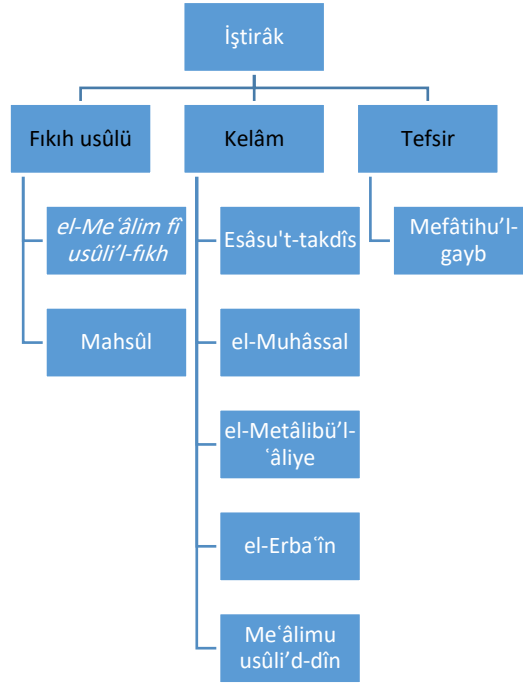 İştirâk
Fıkıh usûlü
Kelâm
Tefsir
el-Meʿâlim fî
usûli’l-fıkh
Mahsûl
Esâsu't-takdîs
el-Muhâssal
el-Metâlibü’l-
ʿâliye
el-Erbaʿîn
Meʿâlimu
usûli’d-dîn
Mefâtihu’l-
gayb